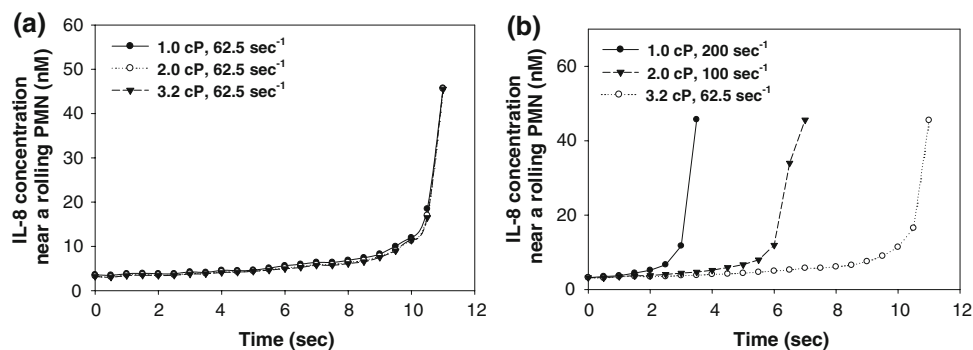 (a)
60
50
40
30
20
10
0
IL-8 concentration
near a rolling PMN (nM)
1.0 cP, 62.5 sec⁻¹
2.0 cP, 62.5 sec⁻¹
3.2 cP, 62.5 sec⁻¹
0 2 4 6 8 10 12
Time (sec)
(b)
60
40
20
0
IL-8 concentration
near a rolling PMN (nM)
1.0 cP, 200 sec⁻¹
2.0 cP, 100 sec⁻¹
3.2 cP, 62.5 sec⁻¹
0 2 4 6 8 10 12
Time (sec)